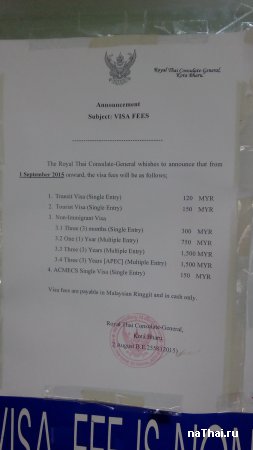 Royal Thai Consulate-General,
Kota Bharu.
Announcement
Subject: VISA FEES
The Royal Thai Consulate-General whishes to announce that from
1 September 2015 onward, the visa fees will be as follows;
1. Transit Visa (Single Entry) 120 MYR
2. Tourist Visa (Single Entry) 150 MYR
3. Non-Immigrant Visa
3.1 Three (3) months (Single Entry) 300 MYR
3.2 One (1) Year (Multiple Entry) 750 MYR
3.3 Three (3) Years (Multiple Entry) 1,500 MYR
3.4 Three (3) Years [APEC] (Multiple Entry) 1,500 MYR
4. ACMECS Single Visa (Single Entry) 150 MYR
Visa fees are payable in Malaysian Ringgit and in cash only.
Royal Thai Consulate-General,
Kota Bharu.
2 August B.E. 2558 (2015)
VISA FEE IS NON
naThai.ru